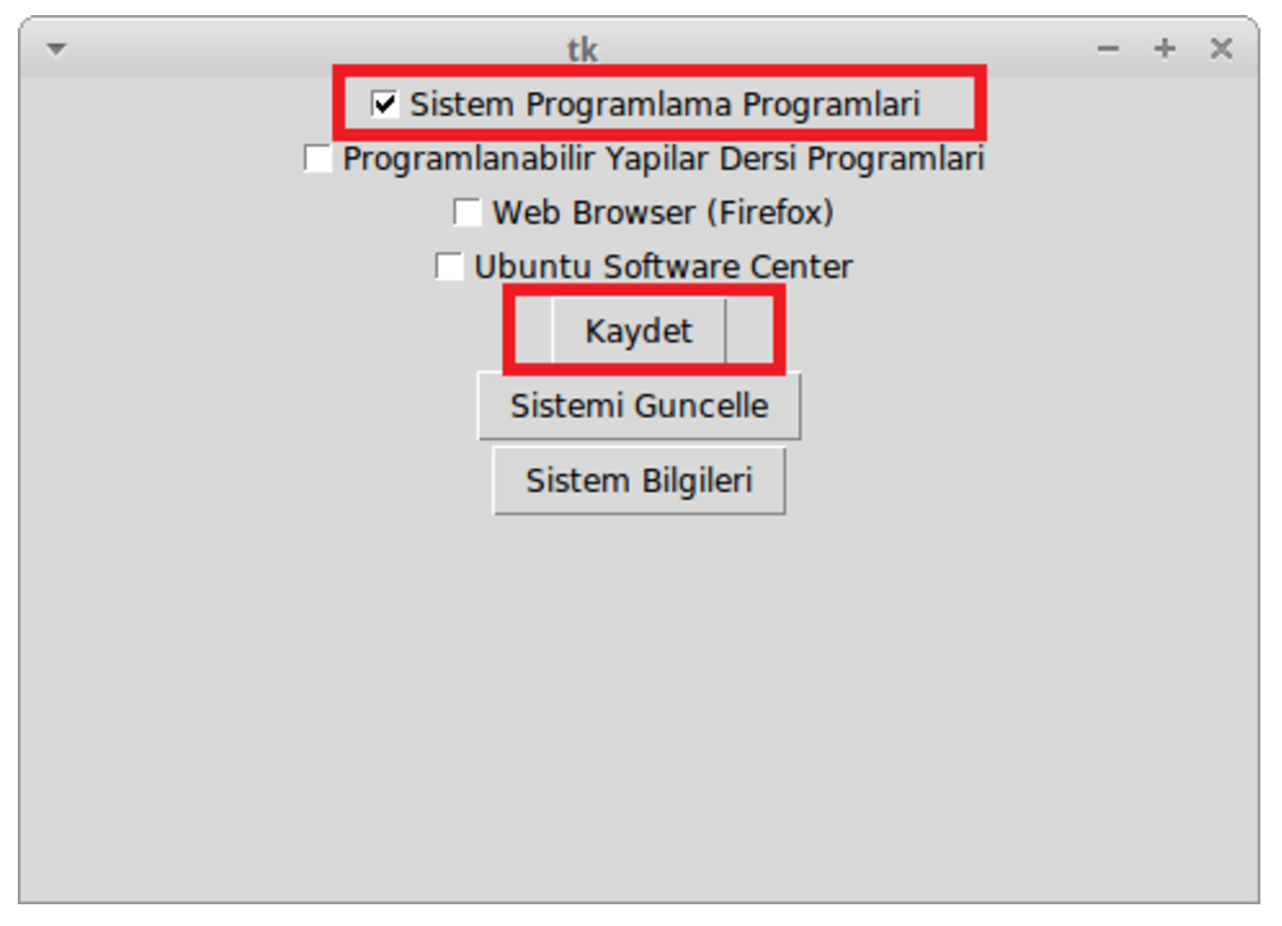 tk
Sistem Programlama Programlari
Programlanabilir Yapilar Dersi Programlari
Web Browser (Firefox)
Ubuntu Software Center
Kaydet
Sistemi Guncelle
Sistem Bilgileri